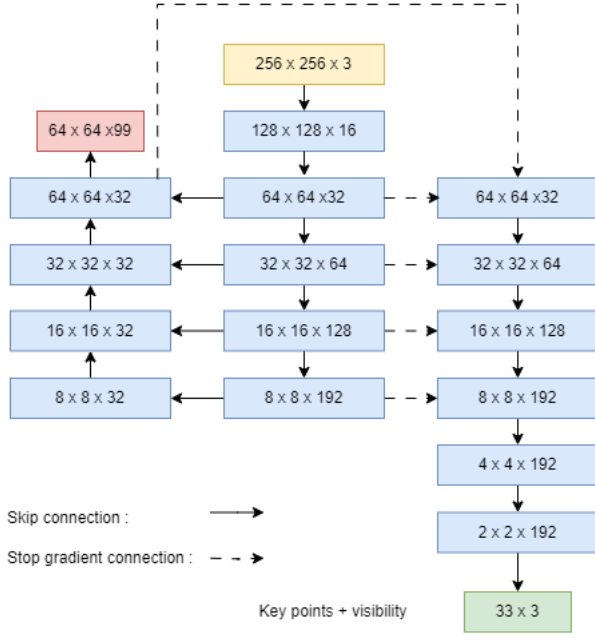 256 x 256 x 3
64 x 64 x99
128 x 128 x 16
64 x 64 x32
64 x 64 x32
64 x 64 x32
32 x 32 x 32
32 x 32 x 64
32 x 32 x 64
16 x 16 x 32
16 x 16 x 128
16 x 16 x 128
8 x 8 x 32
8 x 8 x 192
8 x 8 x 192
4 x 4 x 192
Skip connection :
2 x 2 x 192
Stop gradient connection :
Key points + visibility
33 x 3